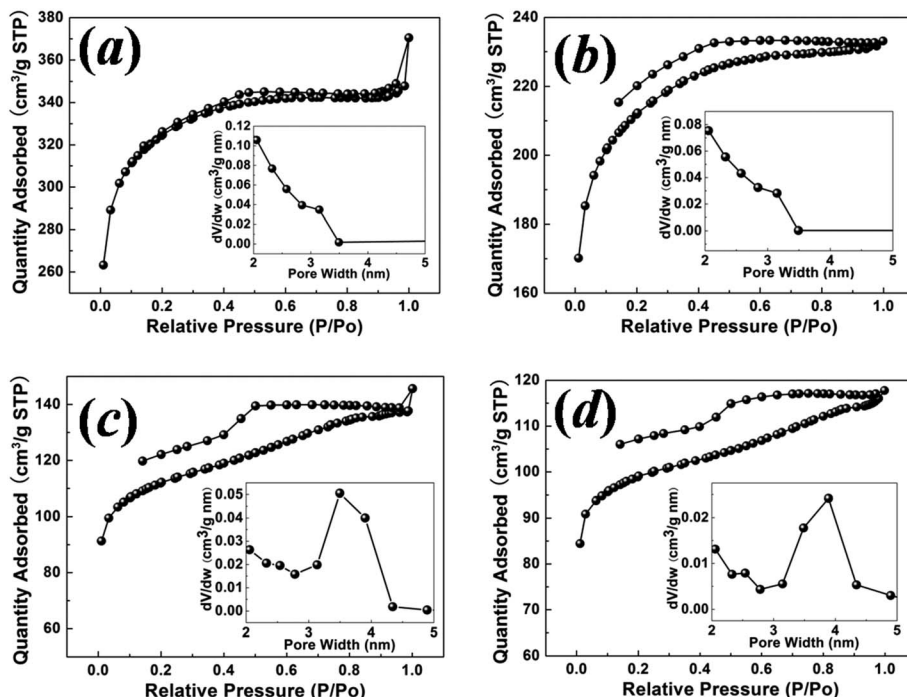 (a)
Quantity Adsorbed (cm³/g STP)
380
360
340
320
300
280
260
0.0 0.2 0.4 0.6 0.8 1.0
Relative Pressure (P/Po)
dV/dw (cm³/g nm)
0.12
0.10
0.08
0.06
0.04
0.02
0.00
2 3 4 5
Pore Width (nm)
(b)
Quantity Adsorbed (cm³/g STP)
240
220
200
180
160
0.0 0.2 0.4 0.6 0.8 1.0
Relative Pressure (P/Po)
dV/dw (cm³/g nm)
0.08
0.06
0.04
0.02
0.00
2 3 4 5
Pore Width (nm)
(c)
Quantity Adsorbed (cm³/g STP)
140
120
100
80
60
0.0 0.2 0.4 0.6 0.8 1.0
Relative Pressure (P/Po)
dV/dw (cm³/g nm)
0.05
0.04
0.03
0.02
0.01
0.00
2 3 4 5
Pore Width (nm)
(d)
Quantity Adsorbed (cm³/g STP)
120
110
100
90
80
70
60
0.0 0.2 0.4 0.6 0.8 1.0
Relative Pressure (P/Po)
dV/dw (cm³/g nm)
0.02
0.01
0.00
2 3 4 5
Pore Width (nm)